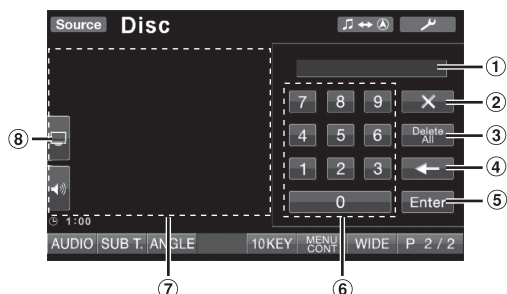 Source Disc
①
7 8 9
②
4 5 6 Delete All
③
⑧
1 2 3
④
0 Enter
⑤
1:00
AUDIO SUB T. ANGLE 10KEY MENU CONT WIDE P 2/2
⑦ ⑥